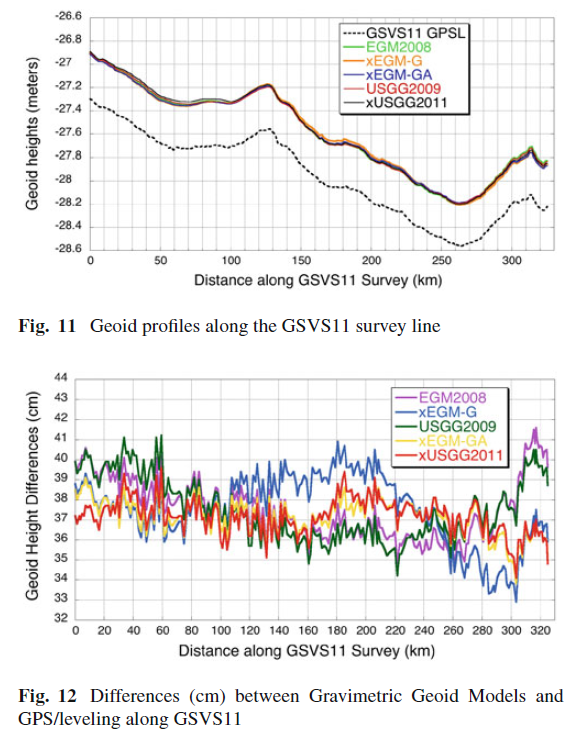 -26.6
-26.8
-27
-27.2
-27.4
-27.6
-27.8
-28
-28.2
-28.4
-28.6
Geoid heights (meters)
GSVS11 GPSL
EGM2008
xEGM-G
xEGM-GA
USGG2009
xUSGG2011
0 50 100 150 200 250 300
Distance along GSVS11 Survey (km)
Fig. 11 Geoid profiles along the GSVS11 survey line
44
43
42
41
40
39
38
37
36
35
34
33
32
Geoid Height Differences (cm)
EGM2008
xEGM-G
USGG2009
xEGM-GA
xUSGG2011
0 20 40 60 80 100 120 140 160 180 200 220 240 260 280 300 320
Distance along GSVS11 Survey (km)
Fig. 12 Differences (cm) between Gravimetric Geoid Models and
GPS/leveling along GSVS11